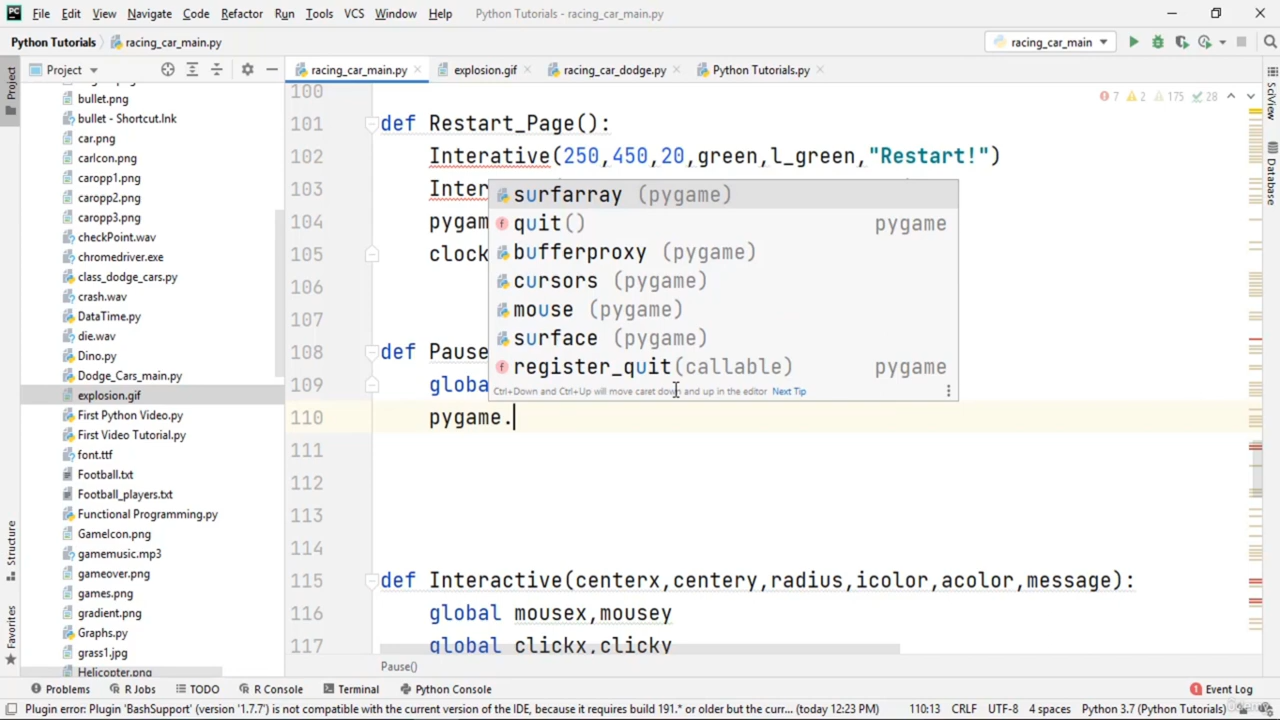 PC File Edit View Navigate Code Refactor Run Tools VCS Window Help Python Tutorials - racing_car_main.py
Python Tutorials racing_car_main.py racing_car_main
Project racing_car_main.py explosion.gif racing_car_dodge.py Python Tutorials.py
Project
Structure
Favorites
SciView
Database
bullet.png
bullet - Shortcut.lnk
car.png
carIcon.png
caropp1.png
caropp2.png
caropp3.png
checkPoint.wav
chromedriver.exe
class_dodge_cars.py
crash.wav
DataTime.py
die.wav
Dino.py
Dodge_Cars_main.py
explosion.gif
First Python Video.py
First Video Tutorial.py
font.ttf
Football.txt
Football_players.txt
Functional Programming.py
GameIcon.png
gamemusic.mp3
gameover.png
games.png
gradient.png
Graphs.py
grass1.jpg
Helicopter.png
7 2 175 28
100
101 def Restart_Page():
102 Interative(250,450,20,green,l_green,"Restart!")
103 Inter
104 pygam
105 clock
106
107
108 def Pause
109 globa
110 pygame.
111
112
113
114
115 def Interactive(centerx,centery,radius,icolor,acolor,message):
116 global mousex,mousey
117 global clickx,clicky
surfarray (pygame)
quit() pygame
bufferproxy (pygame)
cursors (pygame)
mouse (pygame)
surface (pygame)
register_quit(callable) pygame
Ctrl+Down and Ctrl+Up will move caret down and up in the editor Next Tip
Pause()
Problems R Jobs TODO R Console Terminal Python Console Event Log
Plugin error: Plugin 'BashSupport' (version '1.7.7') is not compatible with the current version of the IDE, because it requires build 191.* or older but the curr... (today 12:23 PM) 110:13 CRLF UTF-8 4 spaces Python 3.7 (Python Tutorials)